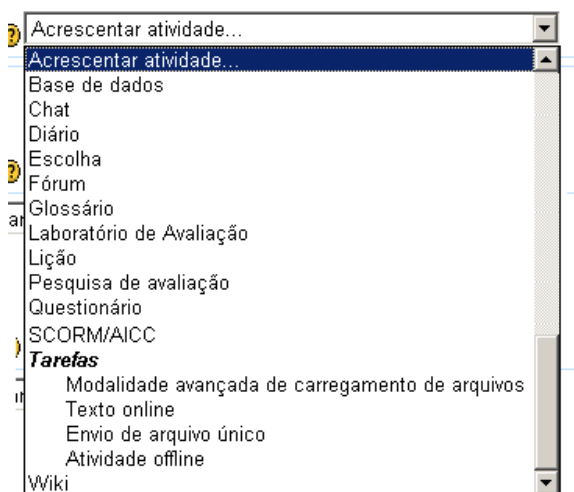 Acrescentar atividade...
Acrescentar atividade...
Base de dados
Chat
Diário
Escolha
Fórum
Glossário
Laboratório de Avaliação
Lição
Pesquisa de avaliação
Questionário
SCORM/AICC
Tarefas
Modalidade avançada de carregamento de arquivos
Texto online
Envio de arquivo único
Atividade offline
Wiki